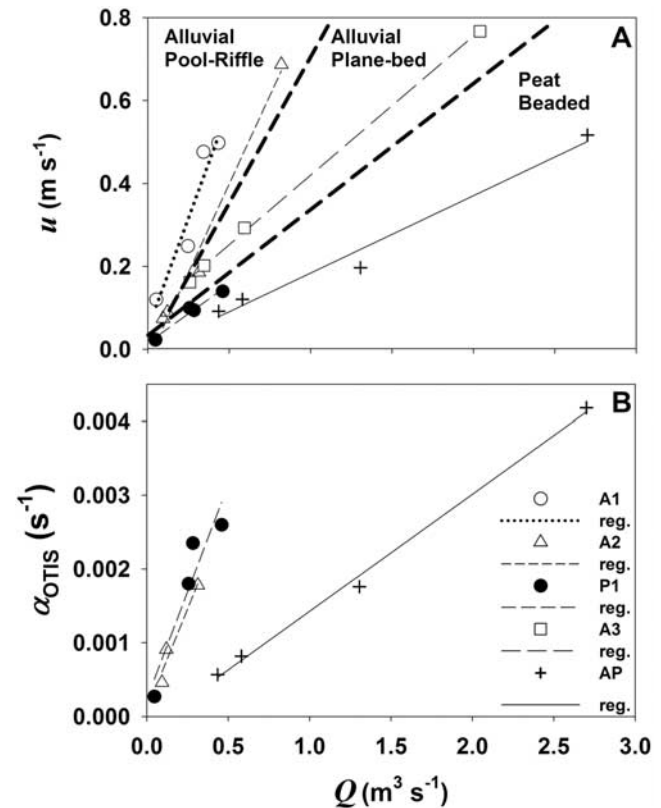 Alluvial
Pool-Riffle
Alluvial
Plane-bed
A
Peat
Beaded
0.8
0.6
0.4
0.2
0.0
u (m s⁻¹)
B
0.004
0.003
0.002
0.001
0.000
α_OTIS (s⁻¹)
A1
reg.
A2
reg.
P1
reg.
A3
reg.
AP
reg.
0.0 0.5 1.0 1.5 2.0 2.5 3.0
Q (m³ s⁻¹)